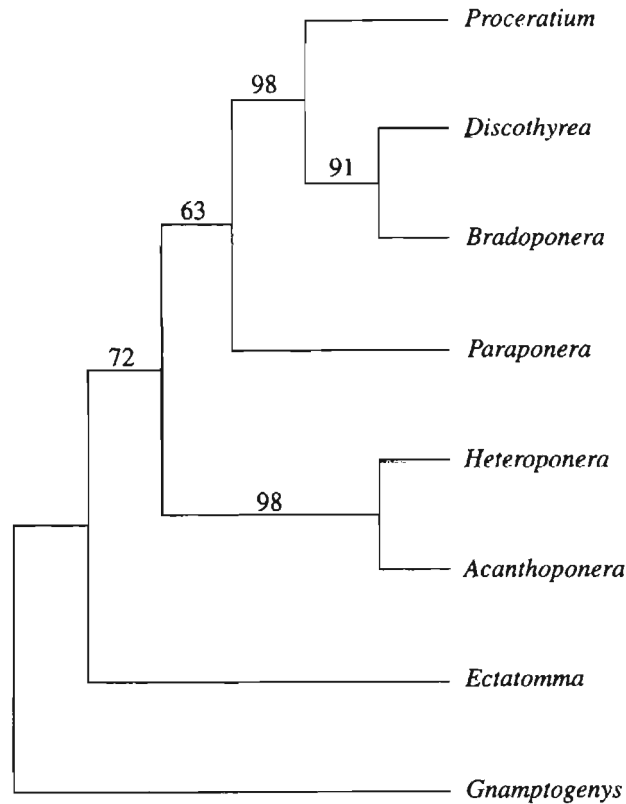 Proceratium
98
Discothyrea
91
63
Bradoponera
Paraponera
72
Heteroponera
98
Acanthoponera
Ectatomma
Gnamptogenys